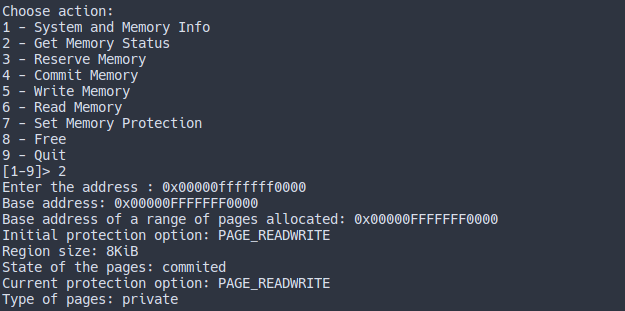 Choose action:
1 - System and Memory Info
2 - Get Memory Status
3 - Reserve Memory
4 - Commit Memory
5 - Write Memory
6 - Read Memory
7 - Set Memory Protection
8 - Free
9 - Quit
[1-9]> 2
Enter the address : 0x00000fffffff0000
Base address: 0x00000FFFFFFF0000
Base address of a range of pages allocated: 0x00000FFFFFFF0000
Initial protection option: PAGE_READWRITE
Region size: 8KiB
State of the pages: commited
Current protection option: PAGE_READWRITE
Type of pages: private